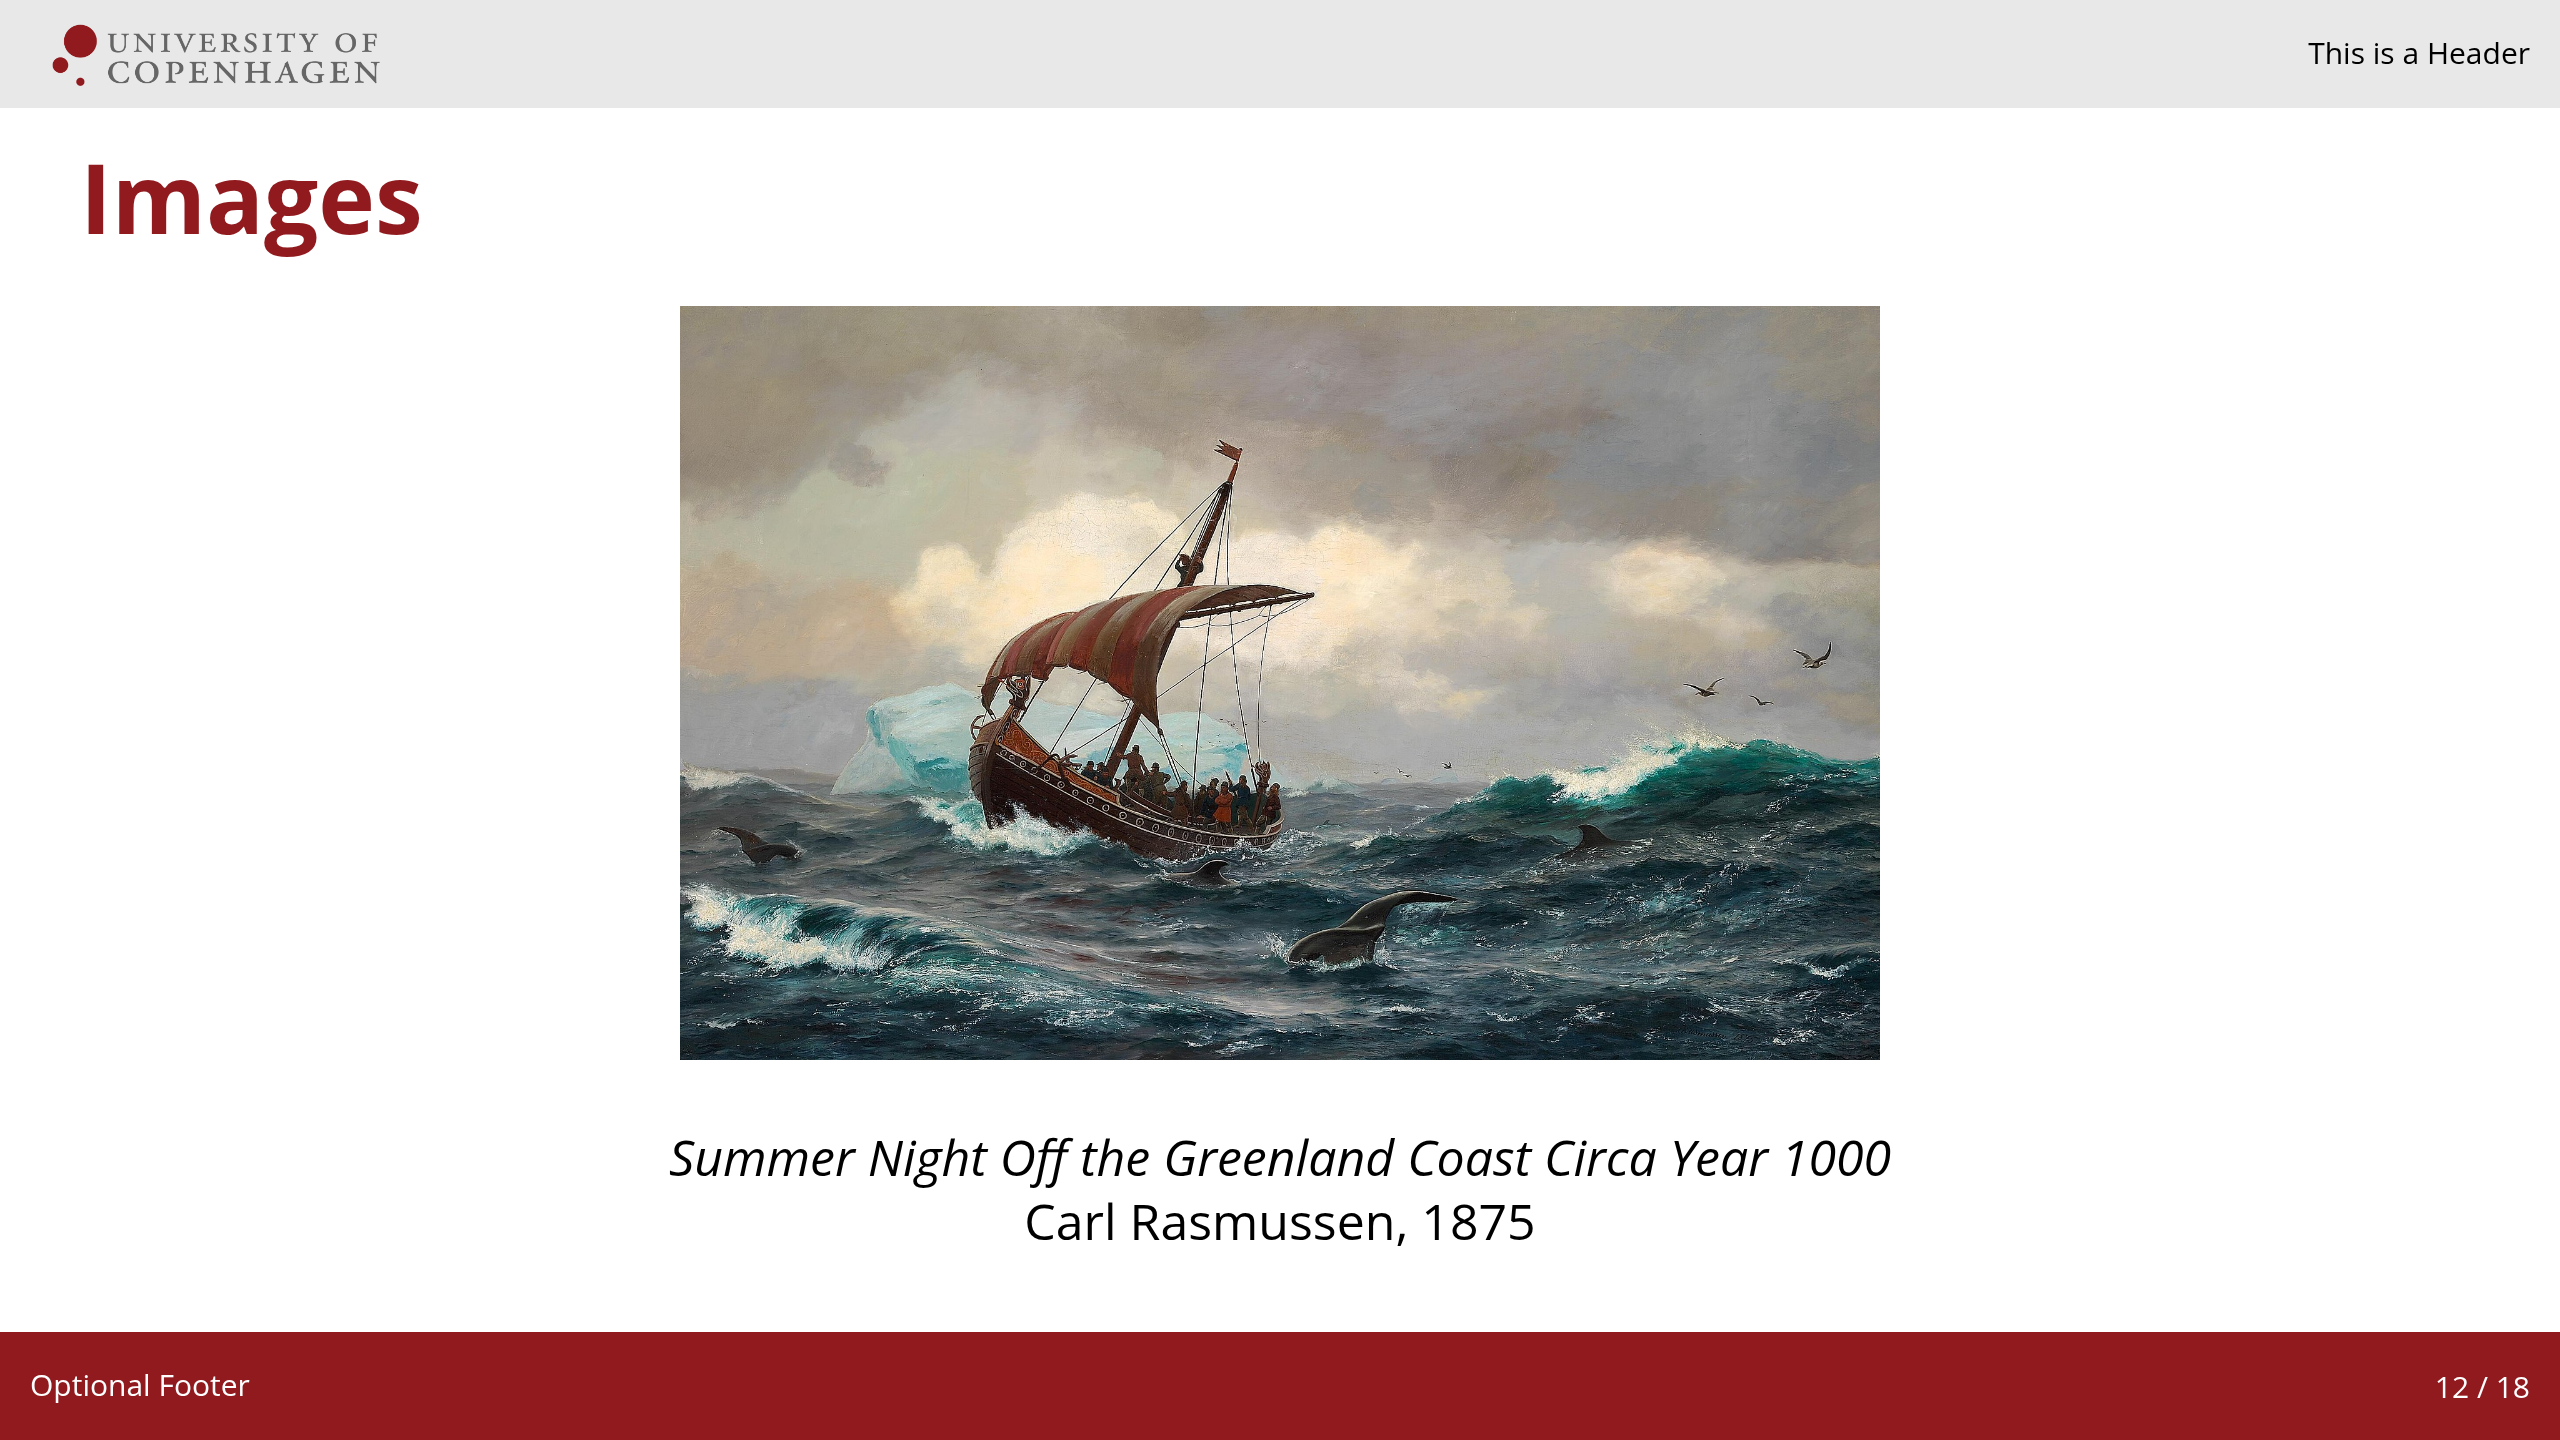 UNIVERSITY OF
COPENHAGEN
This is a Header
Images
Summer Night Off the Greenland Coast Circa Year 1000
Carl Rasmussen, 1875
Optional Footer
12 / 18